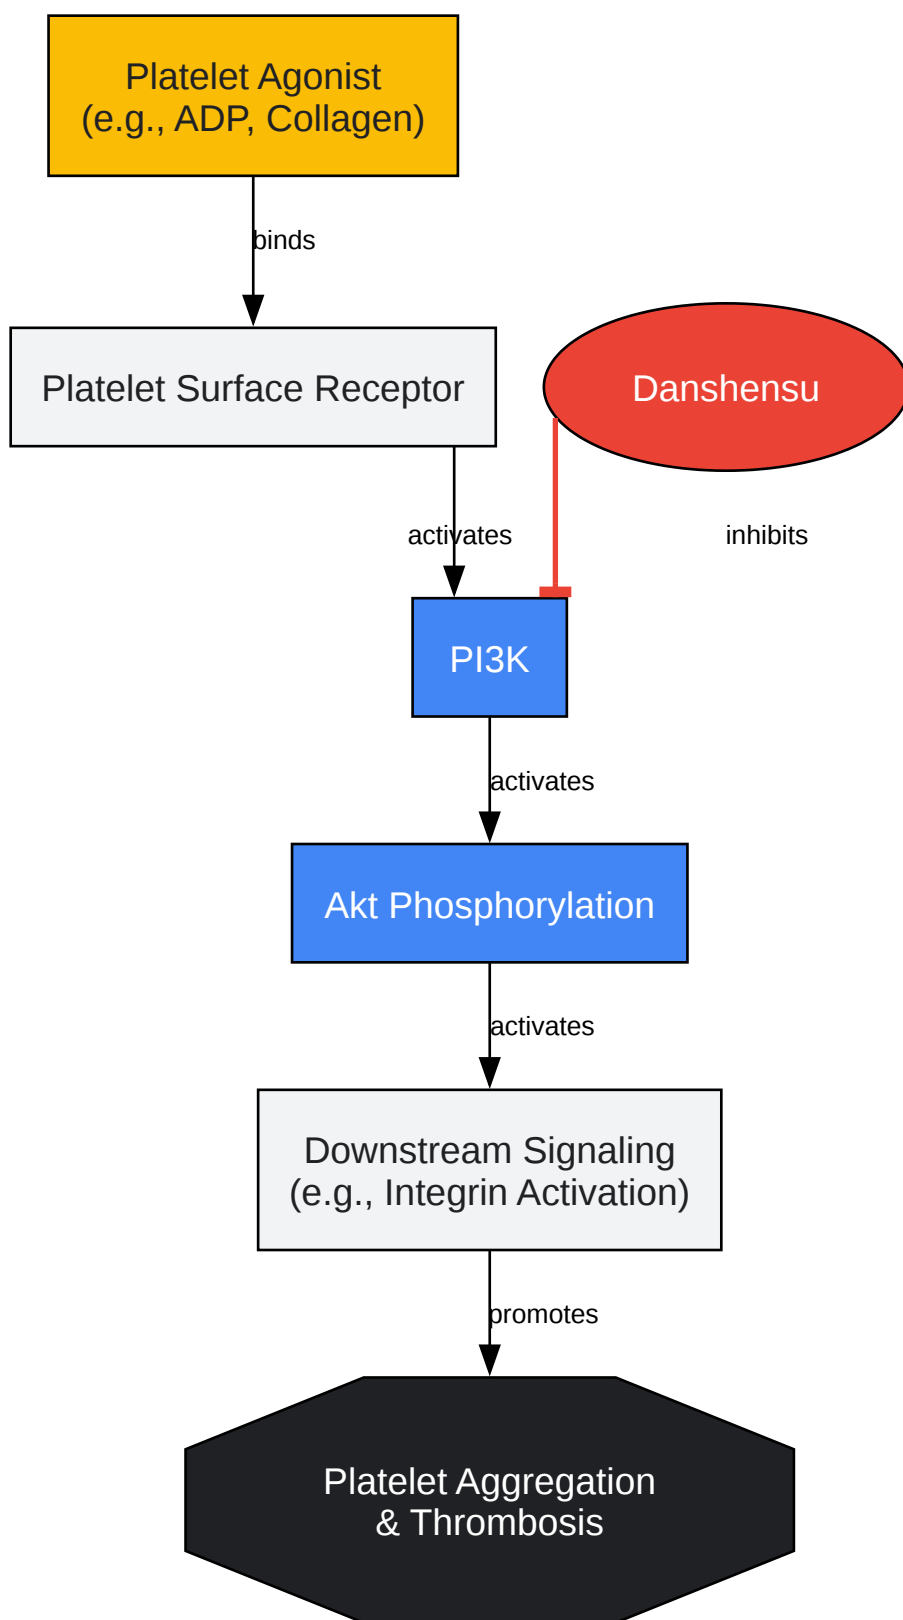 Platelet Agonist
(e.g., ADP, Collagen)
binds
Platelet Surface Receptor
Danshensu
activates
inhibits
PI3K
activates
Akt Phosphorylation
activates
Downstream Signaling
(e.g., Integrin Activation)
promotes
Platelet Aggregation
& Thrombosis